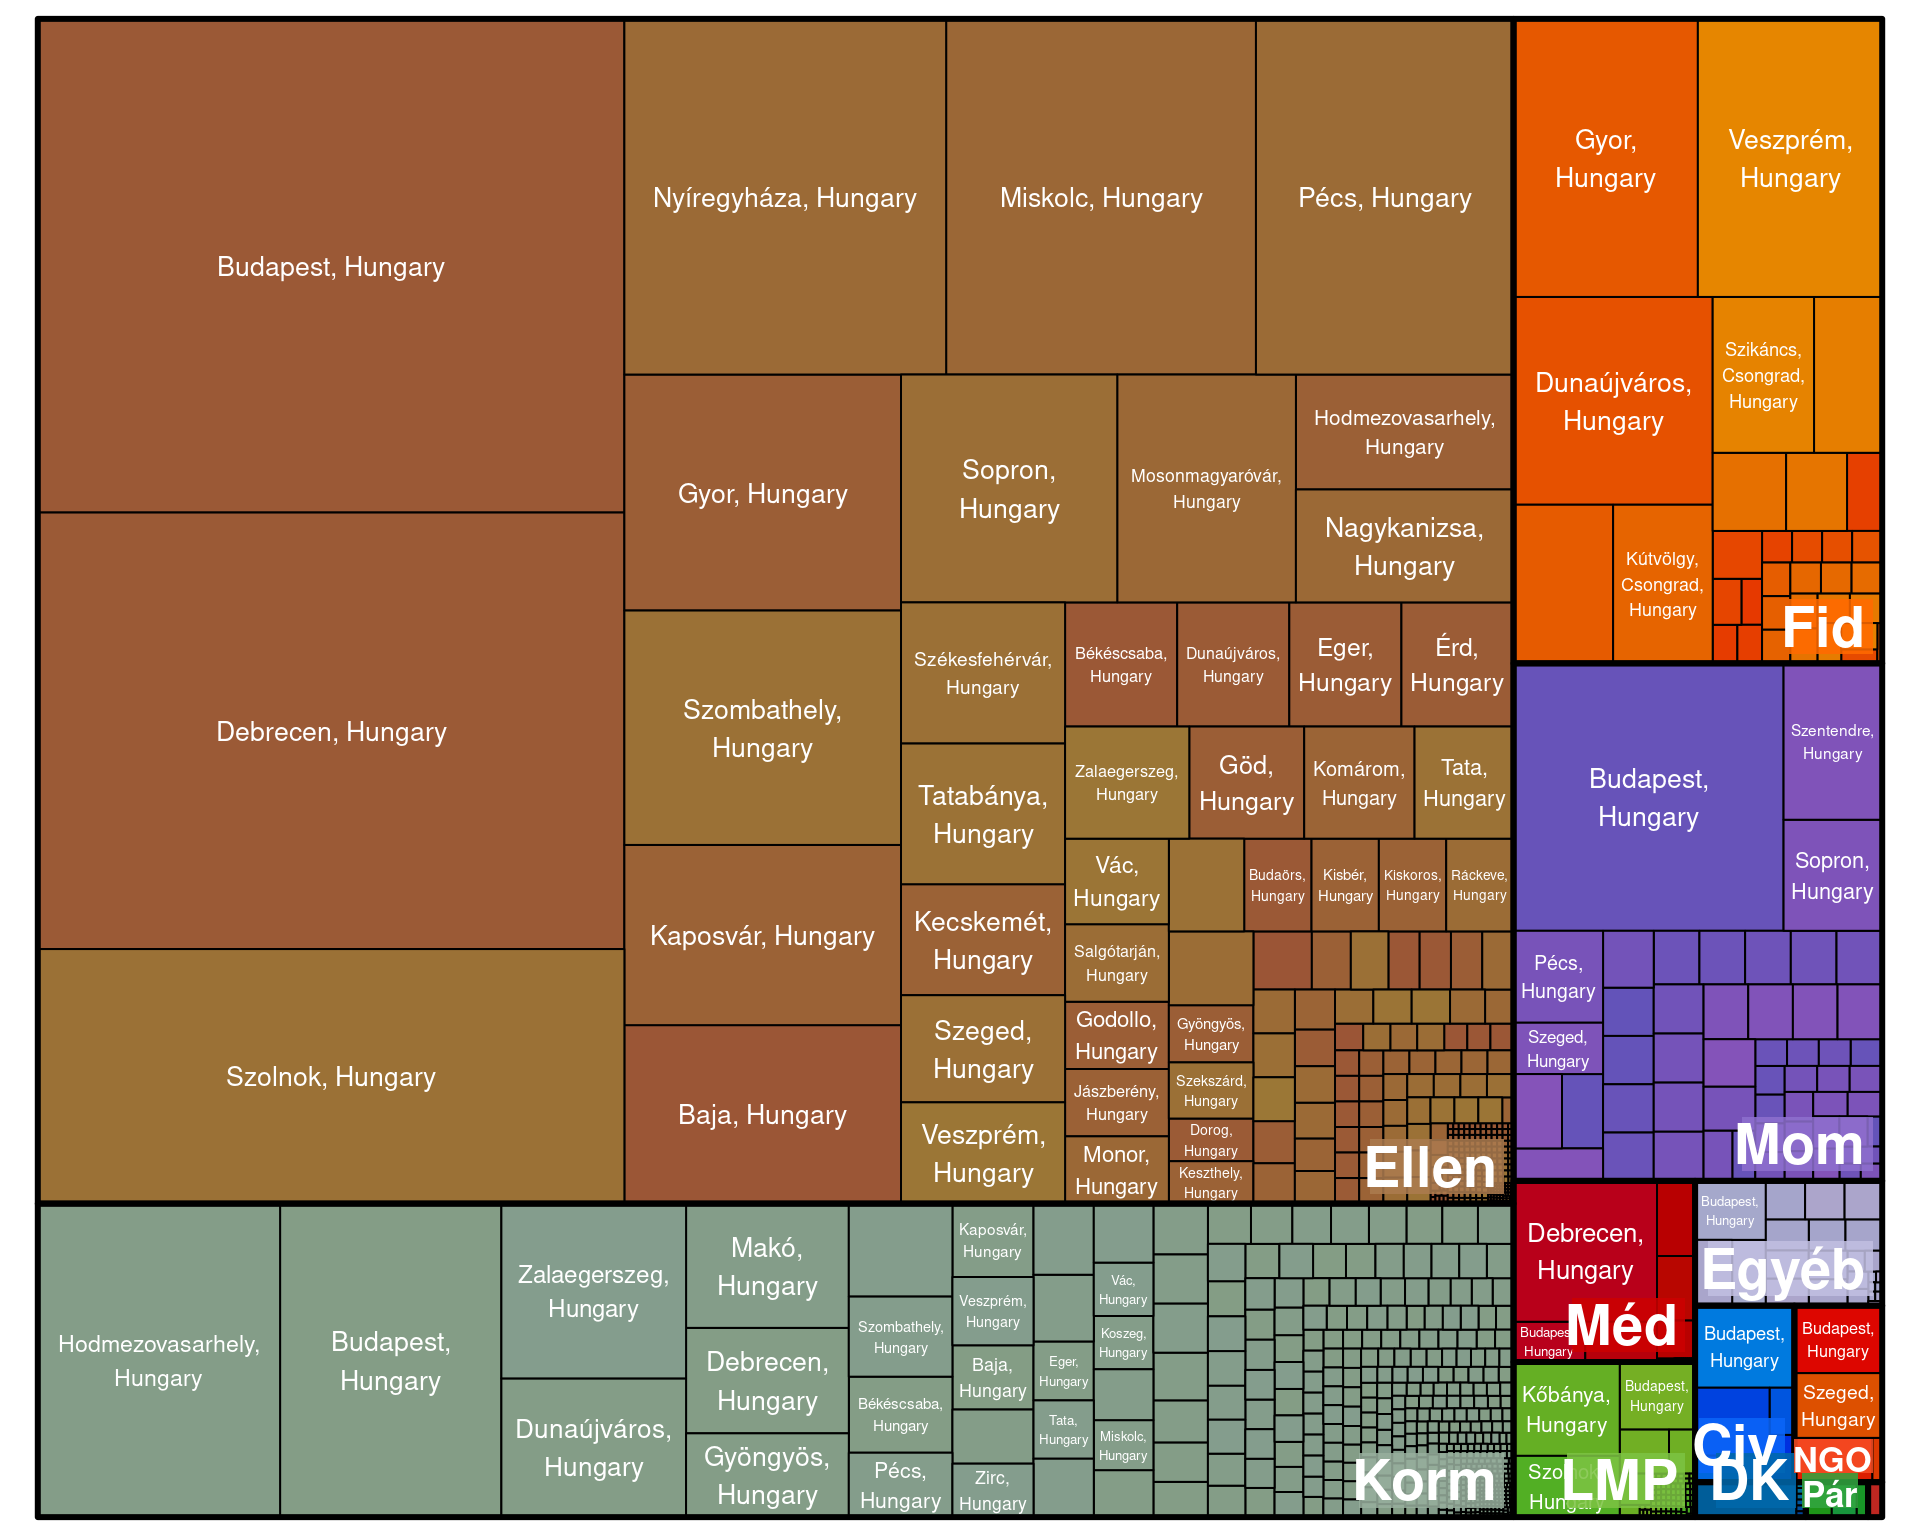 Budapest, Hungary
Debrecen, Hungary
Szolnok, Hungary
Nyíregyháza, Hungary
Miskolc, Hungary
Pécs, Hungary
Gyor, Hungary
Szombathely,
Hungary
Kaposvár, Hungary
Baja, Hungary
Sopron,
Hungary
Mosonmagyaróvár,
Hungary
Hodmezovasarhely,
Hungary
Nagykanizsa,
Hungary
Székesfehérvár,
Hungary
Tatabánya,
Hungary
Kecskemét,
Hungary
Szeged,
Hungary
Veszprém,
Hungary
Békéscsaba,
Hungary
Dunaújváros,
Hungary
Eger,
Hungary
Érd,
Hungary
Zalaegerszeg,
Hungary
Göd,
Hungary
Komárom,
Hungary
Tata,
Hungary
Vác,
Hungary
Budaörs,
Hungary
Kisbér,
Hungary
Kiskoros,
Hungary
Ráckeve,
Hungary
Salgótarján,
Hungary
Godollo,
Hungary
Jászberény,
Hungary
Monor,
Hungary
Gyöngyös,
Hungary
Szekszárd,
Hungary
Dorog,
Hungary
Keszthely,
Hungary
Ellen
Hodmezovasarhely,
Hungary
Budapest,
Hungary
Zalaegerszeg,
Hungary
Dunaújváros,
Hungary
Makó,
Hungary
Debrecen,
Hungary
Gyöngyös,
Hungary
Szombathely,
Hungary
Békéscsaba,
Hungary
Pécs,
Hungary
Kaposvár,
Hungary
Veszprém,
Hungary
Baja,
Hungary
Zirc,
Hungary
Eger,
Hungary
Tata,
Hungary
Vác,
Hungary
Koszeg,
Hungary
Miskolc,
Hungary
Korm
Gyor,
Hungary
Veszprém,
Hungary
Dunaújváros,
Hungary
Szikáncs,
Csongrad,
Hungary
Kútvölgy,
Csongrad,
Hungary
Fid
Budapest,
Hungary
Szentendre,
Hungary
Sopron,
Hungary
Pécs,
Hungary
Szeged,
Hungary
Mom
Debrecen,
Hungary
Budapest,
Hungary
Méd
Budapest,
Hungary
Egyéb
Kőbánya,
Hungary
Budapest,
Hungary
Szolnok,
Hungary
LMP
Budapest,
Hungary
Civ
DK
Budapest,
Hungary
Szeged,
Hungary
NGO
Pár